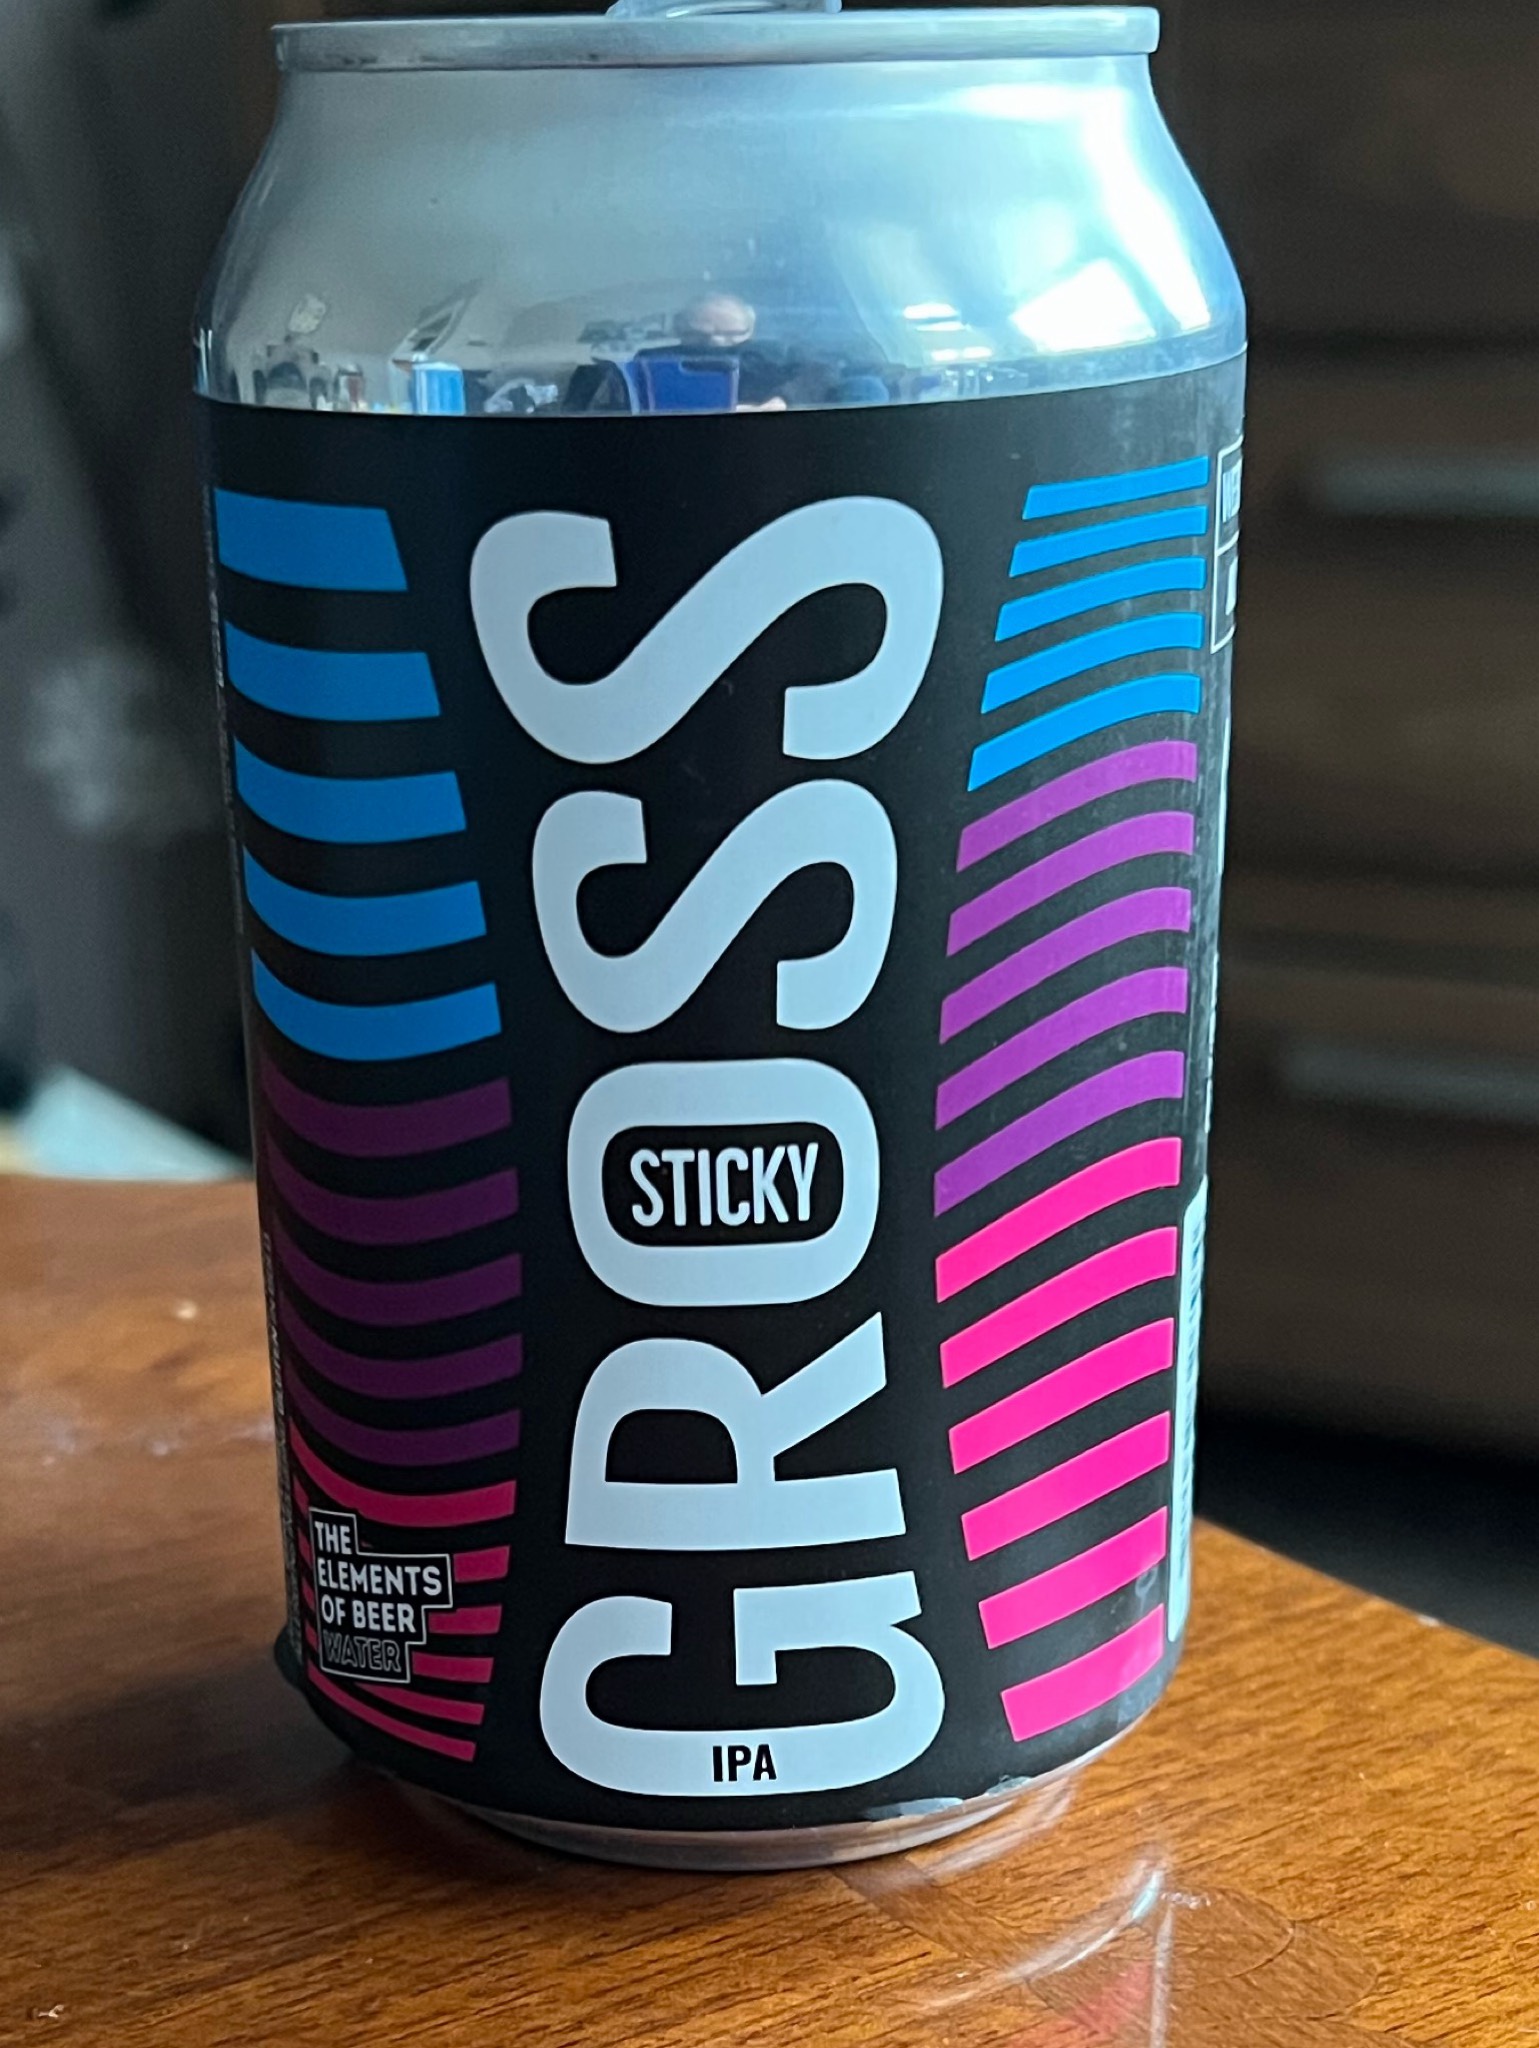 GROSS
STICKY
IPA
THE
ELEMENTS
OF BEER
WATER